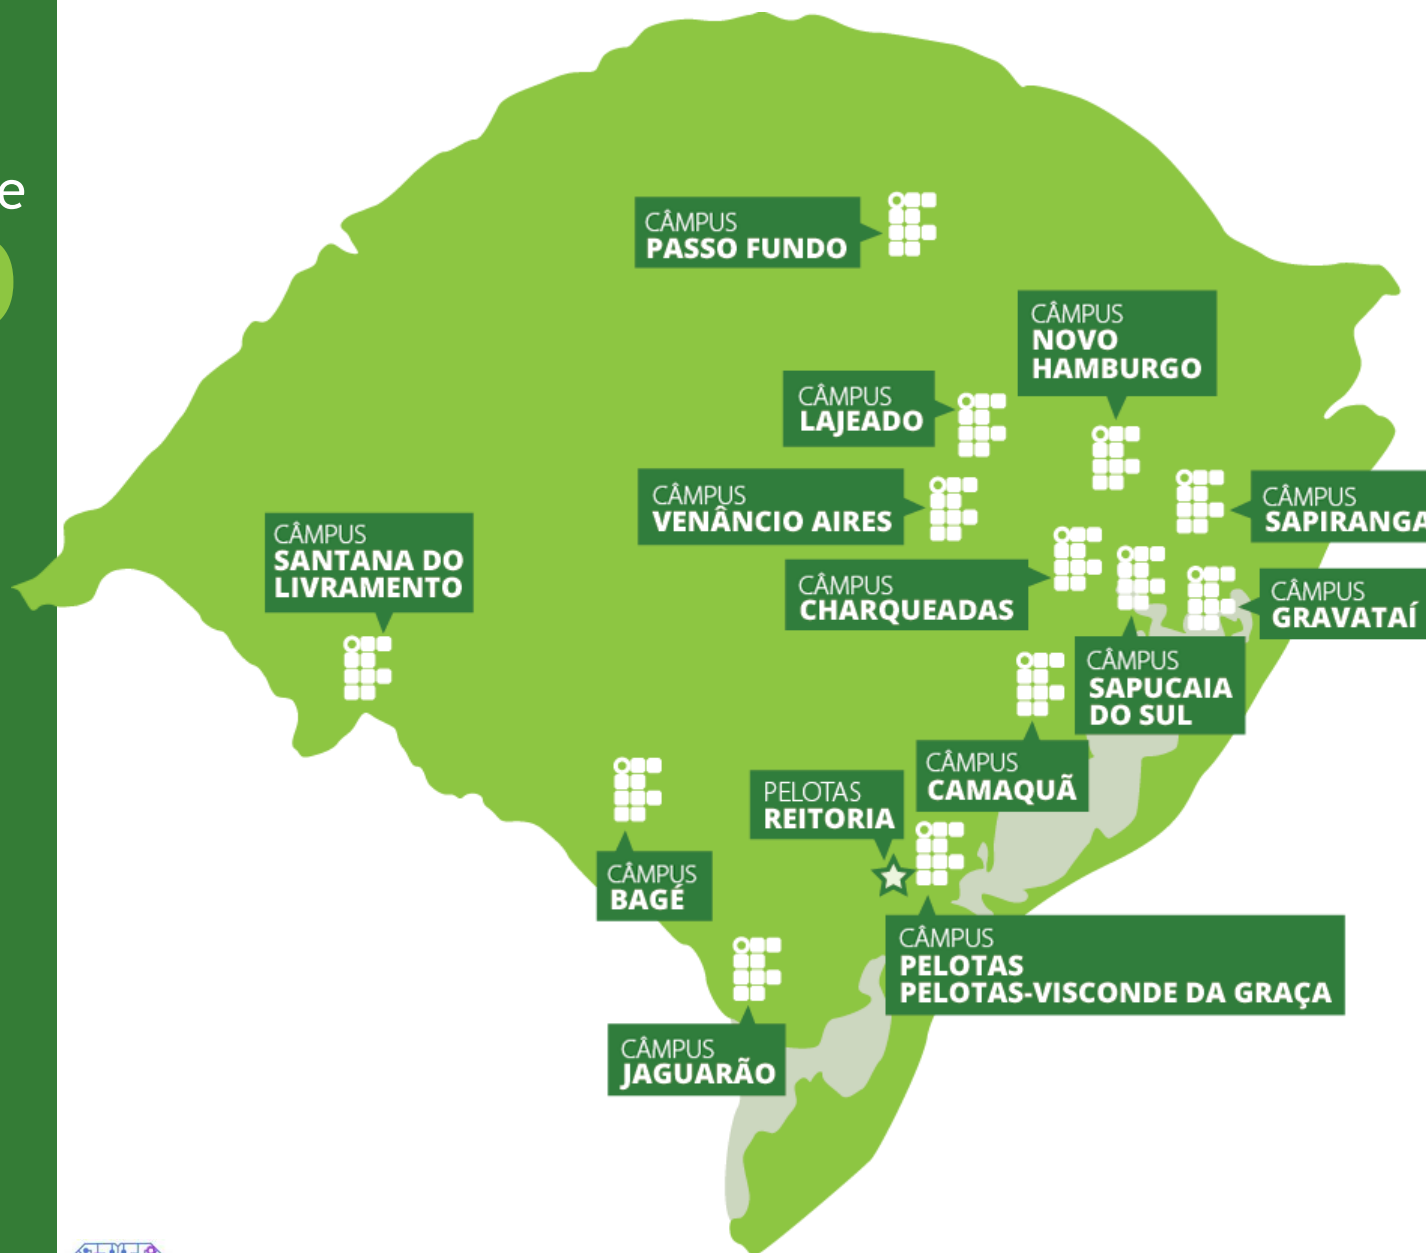 e
CÂMPUS
PASSO FUNDO
CÂMPUS
NOVO
HAMBURGO
CÂMPUS
LAJEADO
CÂMPUS
VENÂNCIO AIRES
CÂMPUS
SAPIRANGA
CÂMPUS
SANTANA DO
LIVRAMENTO
CÂMPUS
CHARQUEADAS
CÂMPUS
GRAVATAÍ
CÂMPUS
SAPUCAIA
DO SUL
CÂMPUS
CAMAQUÃ
PELOTAS
REITORIA
CÂMPUS
BAGÉ
CÂMPUS
PELOTAS
PELOTAS-VISCONDE DA GRAÇA
CÂMPUS
JAGUARÃO